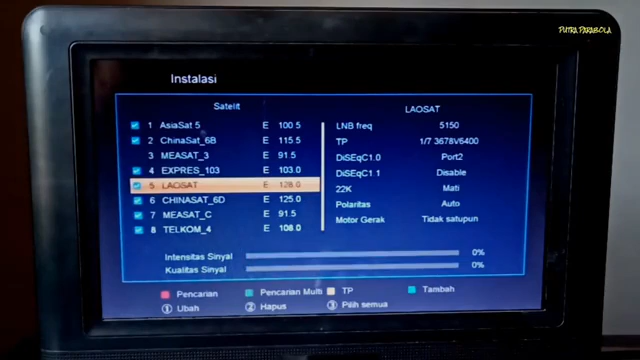 PUTRA PARABOLA
Instalasi
Satelit
LAOSAT
1 AsiaSat 5 E 100.5
2 ChinaSat_6B E 115.5
3 MEASAT_3 E 91.5
4 EXPRES_103 E 103.0
5 LAOSAT E 128.0
6 CHINASAT_6D E 125.0
7 MEASAT_C E 91.5
8 TELKOM_4 E 108.0
LNB freq 5150
TP 1/7 3678V6400
DiSEqC1.0 Port2
DiSEqC1.1 Disable
22K Mati
Polaritas Auto
Motor Gerak Tidak satupun
Intensitas Sinyal 0%
Kualitas Sinyal 0%
Pencarian Pencarian Multi TP Tambah
1 Ubah 2 Hapus 3 Pilih semua